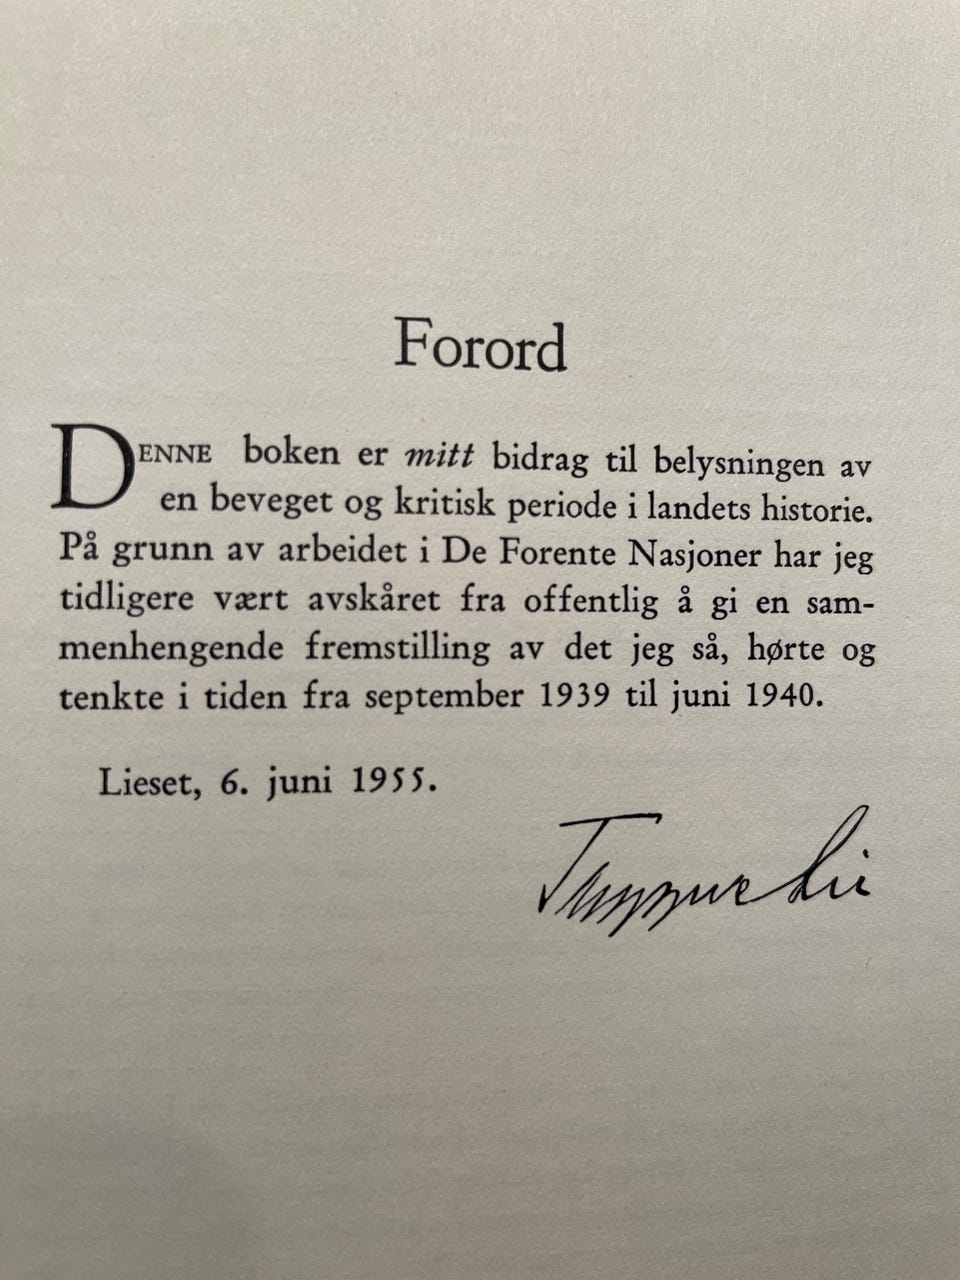 Forord
DENNE boken er mitt bidrag til belysningen av
en beveget og kritisk periode i landets historie.
På grunn av arbeidet i De Forente Nasjoner har jeg
tidligere vært avskåret fra offentlig å gi en sam-
menhengende fremstilling av det jeg så, hørte og
tenkte i tiden fra september 1939 til juni 1940.
Lieset, 6. juni 1955.
Trygve Lie